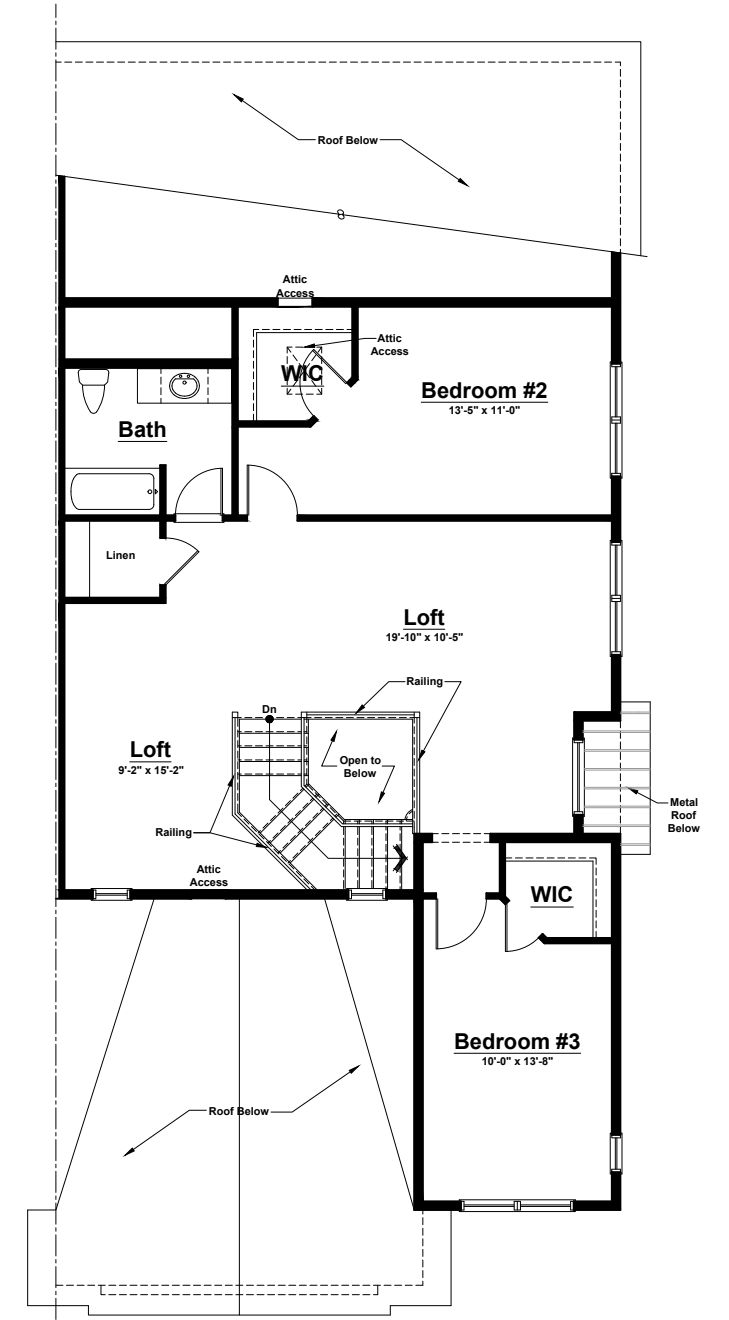 Roof Below
Attic
Access
Attic
Access
WIC
Bedroom #2
13'-5" x 11'-0"
Bath
Linen
Loft
19'-10" x 10'-5"
Railing
Dn
Loft
9'-2" x 15'-2"
Open to
Below
Metal
Roof
Below
Railing
Attic
Access
WIC
Bedroom #3
10'-0" x 13'-8"
Roof Below